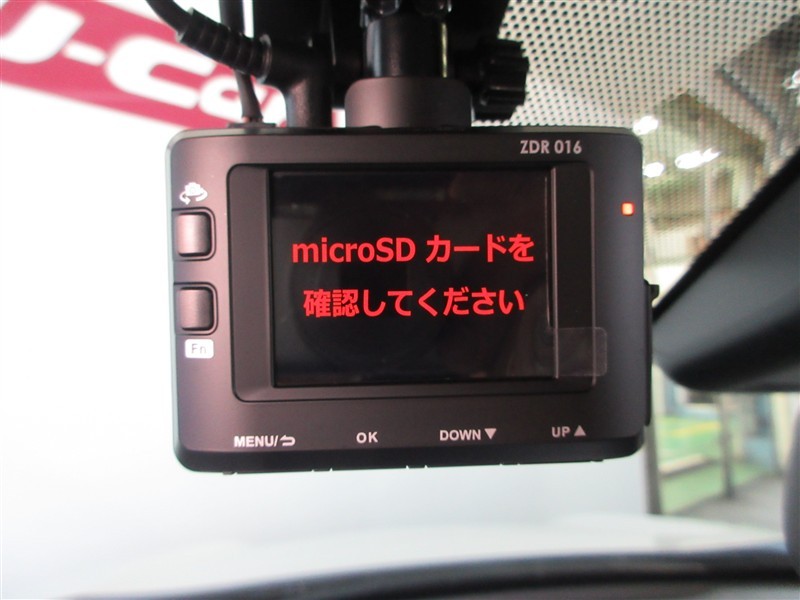 U-Ca
ZDR 016
microSD カードを
確認してください
Fn
MENU/
OK
DOWN▼
UP▲